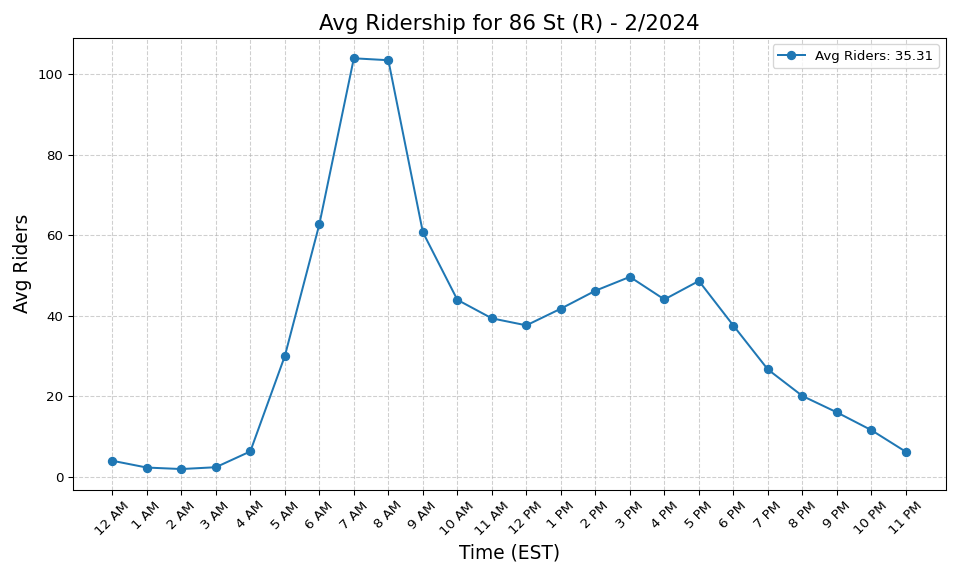 Avg Ridership for 86 St (R) - 2/2024
Avg Riders: 35.31
Avg Riders
100
80
60
40
20
0
12 AM
1 AM
2 AM
3 AM
4 AM
5 AM
6 AM
7 AM
8 AM
9 AM
10 AM
11 AM
12 PM
1 PM
2 PM
3 PM
4 PM
5 PM
6 PM
7 PM
8 PM
9 PM
10 PM
11 PM
Time (EST)